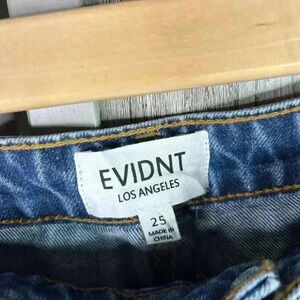 EVIDNT
LOS ANGELES
25
MADE IN
CHINA